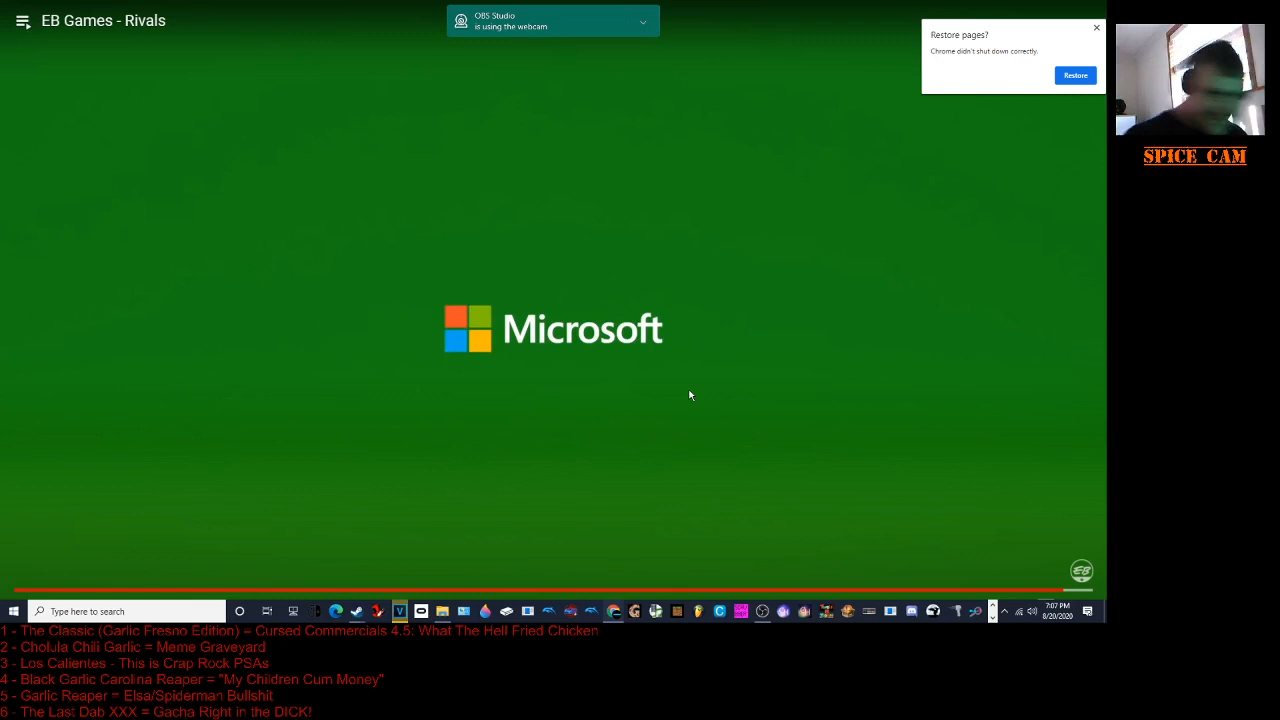 EB Games - Rivals
OBS Studio
is using the webcam
Restore pages?
Chrome didn't shut down correctly.
Restore
SPICE CAM
Microsoft
EB
Type here to search
7:07 PM
8/20/2020
1 - The Classic (Garlic Fresno Edition) = Cursed Commercials 4.5: What The Hell Fried Chicken
2 - Cholula Chili Garlic = Meme Graveyard
3 - Los Calientes - This is Crap Rock PSAs
4 - Black Garlic Carolina Reaper = "My Children Cum Money"
5 - Garlic Reaper = Elsa/Spiderman Bullshit
6 - The Last Dab XXX = Gacha Right in the DICK!